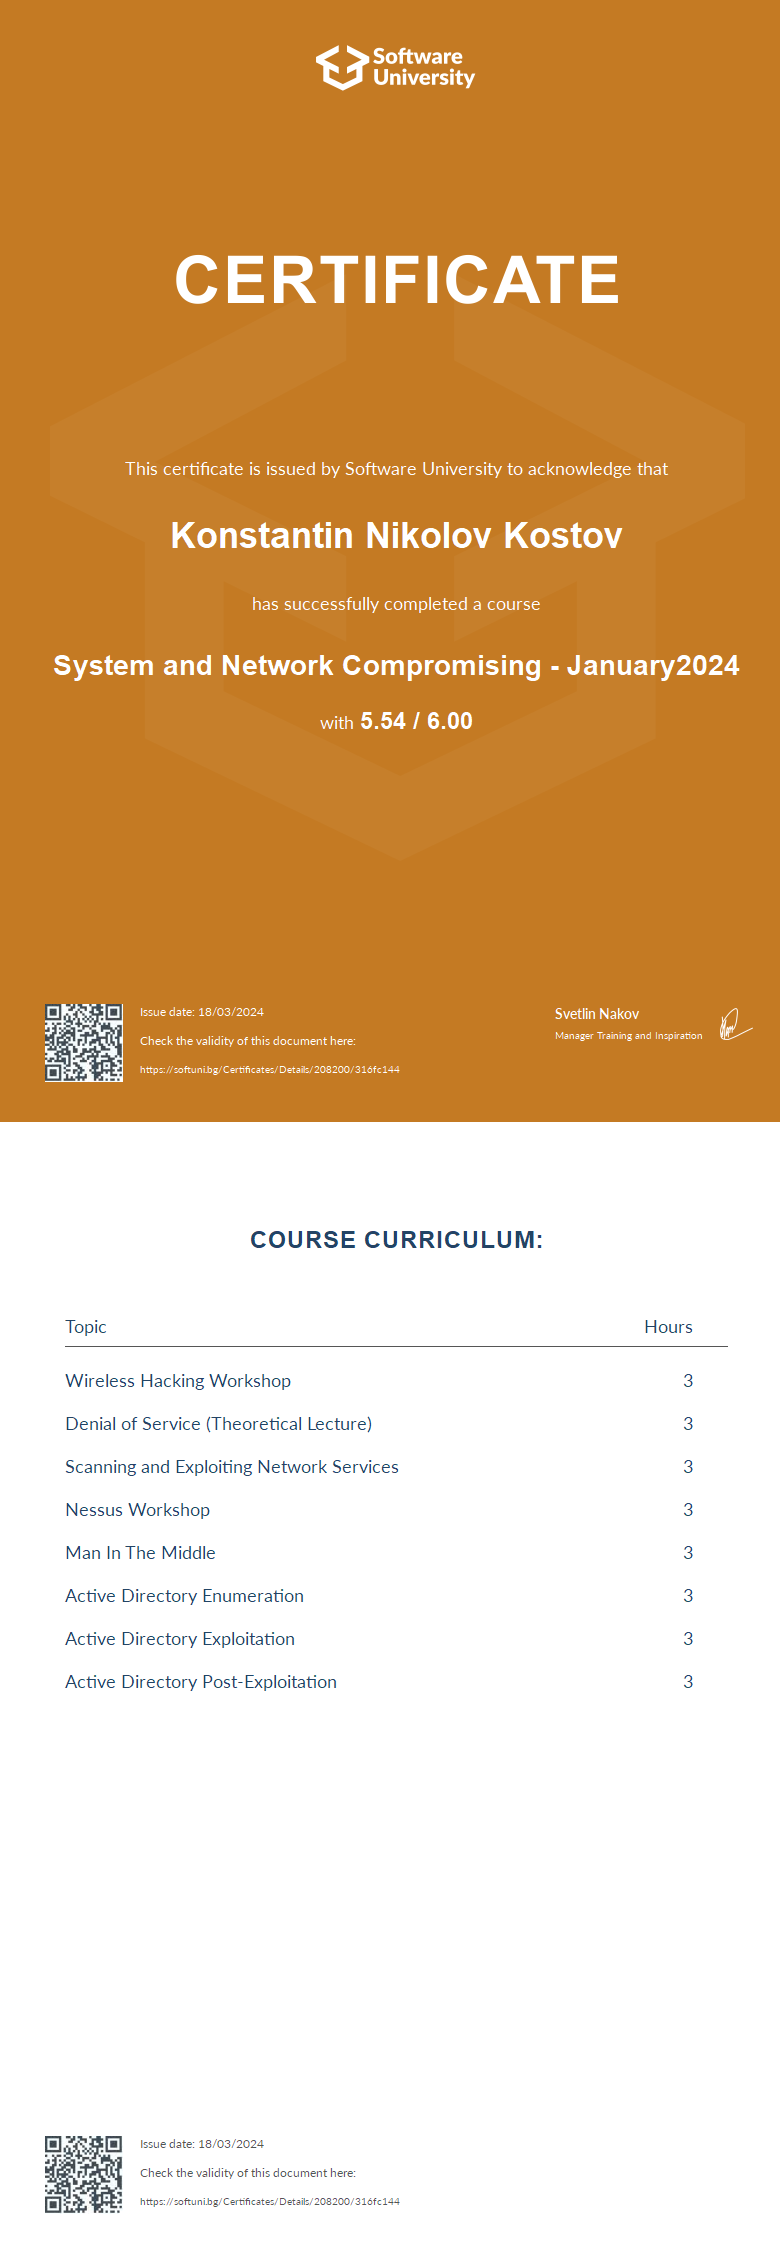 Software
University
CERTIFICATE
This certificate is issued by Software University to acknowledge that
Konstantin Nikolov Kostov
has successfully completed a course
System and Network Compromising - January2024
with 5.54 / 6.00
Issue date: 18/03/2024
Check the validity of this document here:
https://softuni.bg/Certificates/Details/208200/316fc144
Svetlin Nakov
Manager Training and Inspiration
COURSE CURRICULUM:
Topic Hours
Wireless Hacking Workshop 3
Denial of Service (Theoretical Lecture) 3
Scanning and Exploiting Network Services 3
Nessus Workshop 3
Man In The Middle 3
Active Directory Enumeration 3
Active Directory Exploitation 3
Active Directory Post-Exploitation 3
Issue date: 18/03/2024
Check the validity of this document here:
https://softuni.bg/Certificates/Details/208200/316fc144